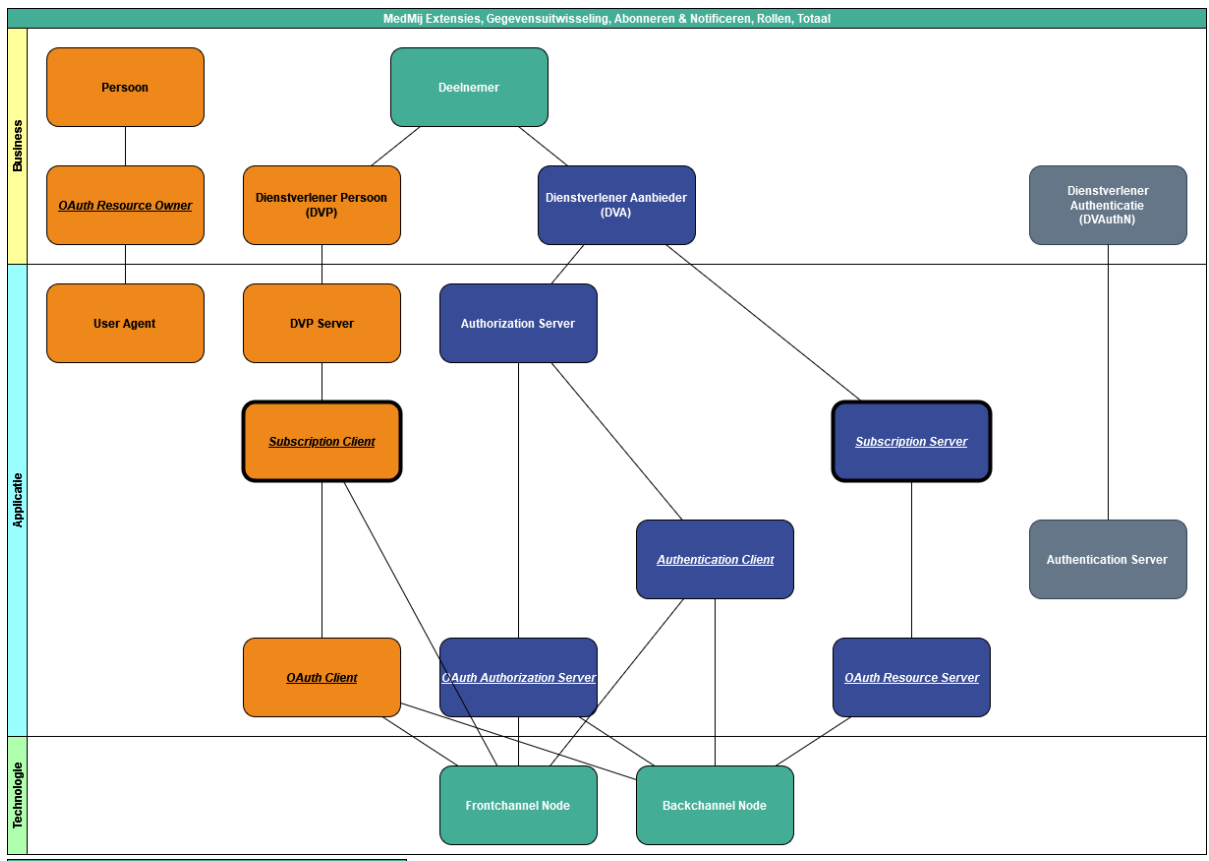 MedMij Extensies, Gegevensuitwisseling, Abonneren & Notificeren, Rollen, Totaal
Business
Persoon
Deelnemer
OAuth Resource Owner
Dienstverlener Persoon
(DVP)
Dienstverlener Aanbieder
(DVA)
Dienstverlener
Authenticatie
(DVAuthN)
Applicatie
User Agent
DVP Server
Authorization Server
Subscription Client
Subscription Server
Authentication Client
Authentication Server
OAuth Client
OAuth Authorization Server
OAuth Resource Server
Technologie
Frontchannel Node
Backchannel Node